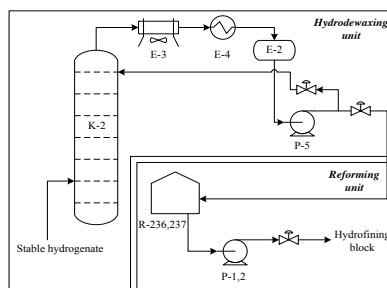 Hydrodewaxing
unit
E-3
E-4
E-2
K-2
P-5
Reforming
unit
R-236,237
Stable hydrogenate
P-1,2
Hydrofining
block